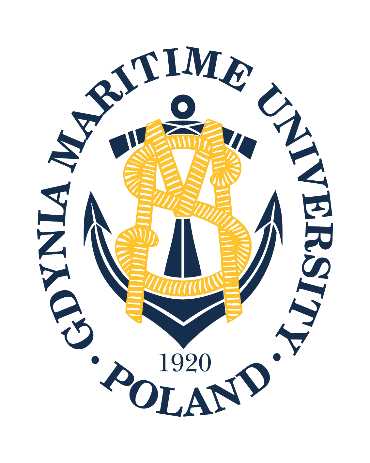 GDYNIA MARITIME UNIVERSITY
1920
• POLAND •